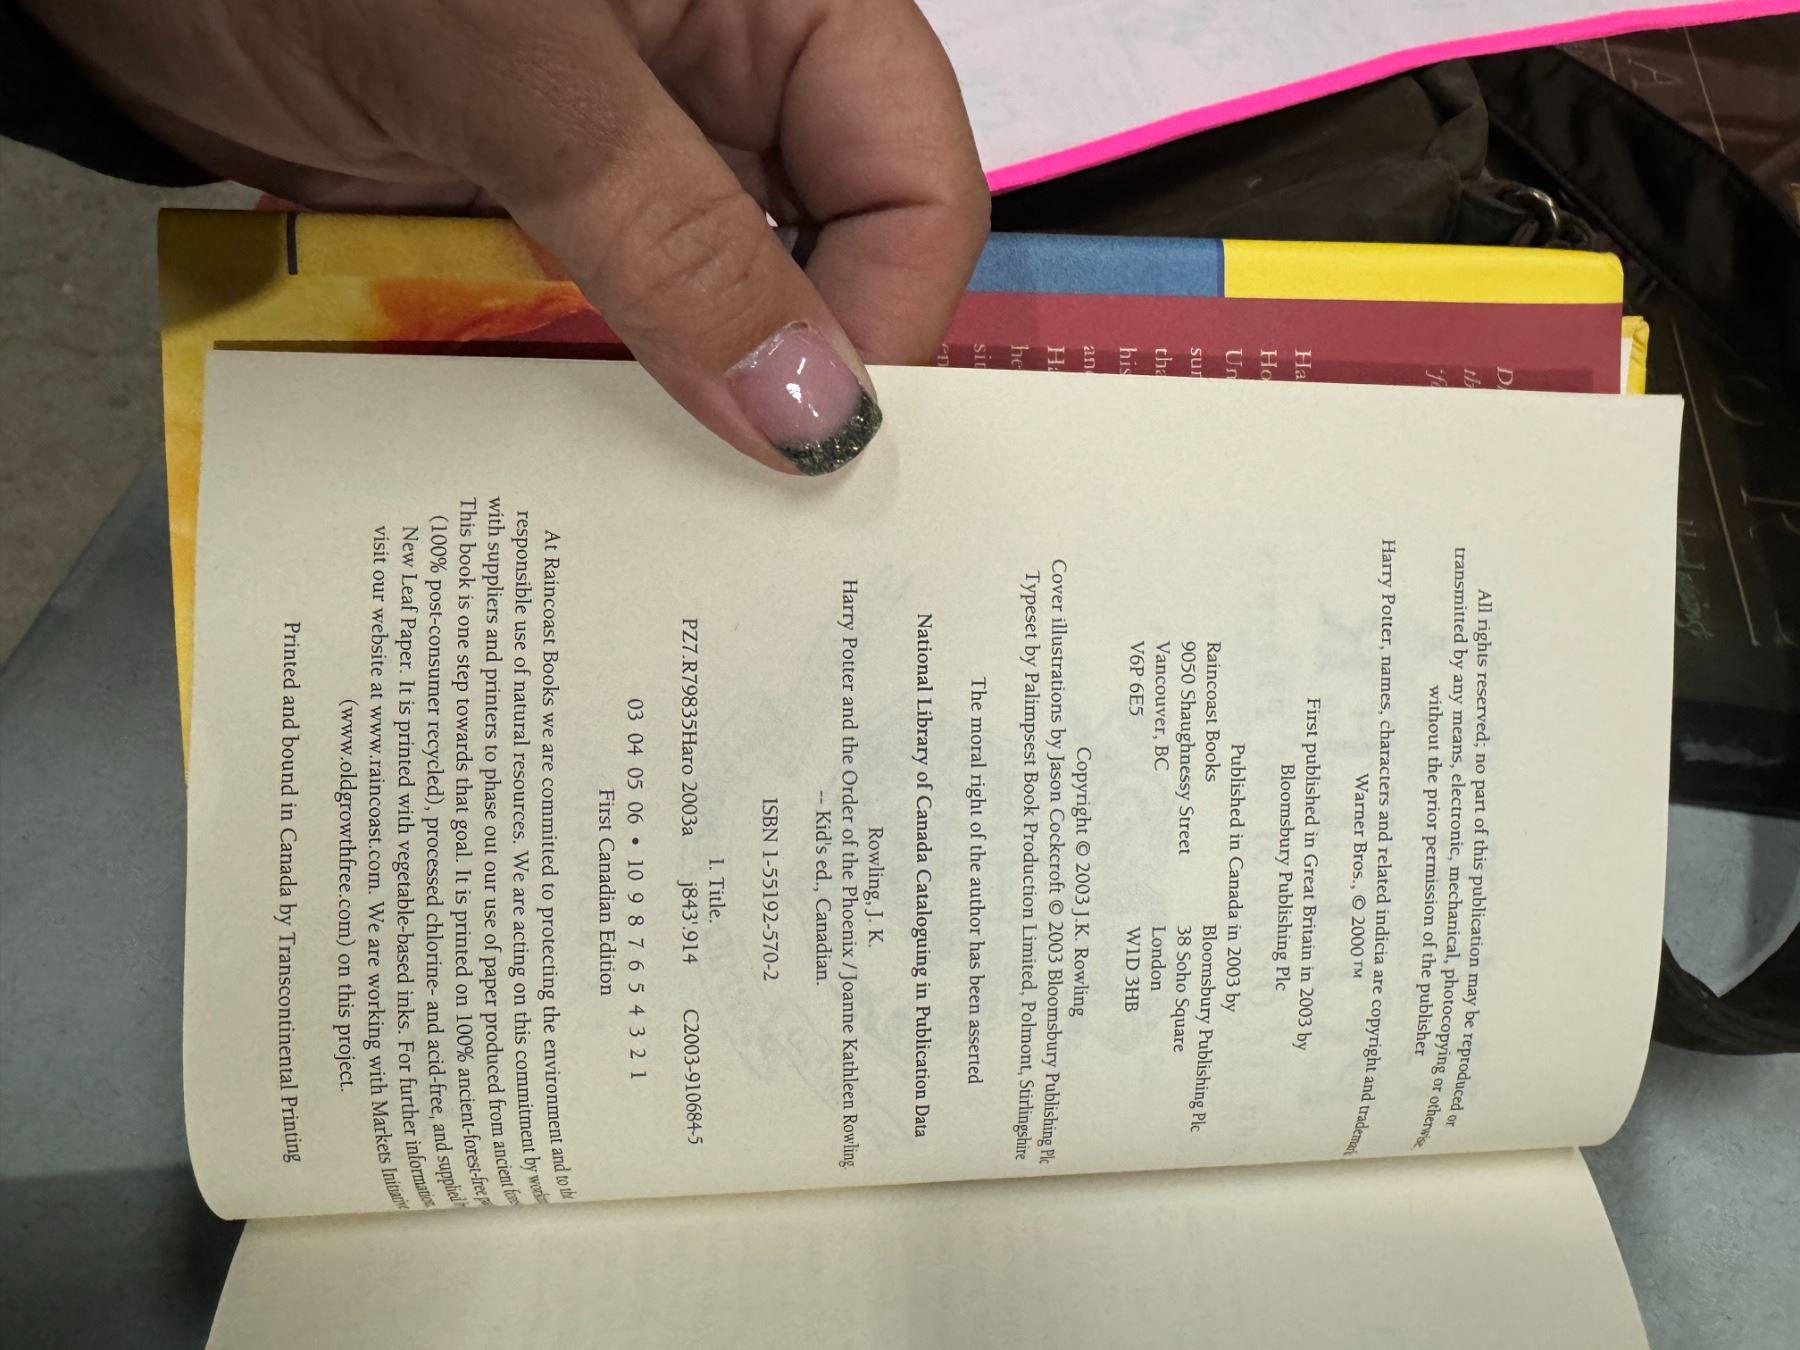 All rights reserved; no part of this publication may be reproduced or
transmitted by any means, electronic, mechanical, photocopying or otherwise,
without the prior permission of the publisher
Harry Potter, names, characters and related indicia are copyright and trademark
Warner Bros., © 2000™
First published in Great Britain in 2003 by
Bloomsbury Publishing Plc
Published in Canada in 2003 by
Raincoast Books Bloomsbury Publishing Plc
9050 Shaughnessy Street 38 Soho Square
Vancouver, BC London
V6P 6E5 W1D 3HB
Copyright © 2003 J.K. Rowling
Cover illustrations by Jason Cockcroft © 2003 Bloomsbury Publishing Plc
Typeset by Palimpsest Book Production Limited, Polmont, Stirlingshire
The moral right of the author has been asserted
National Library of Canada Cataloguing in Publication Data
Rowling, J. K.
Harry Potter and the Order of the Phoenix / Joanne Kathleen Rowling.
-- Kid's ed., Canadian.
ISBN 1-55192-570-2
I. Title.
PZ7.R79835Haro 2003a j843'.914 C2003-910684-5
03 04 05 06 • 10 9 8 7 6 5 4 3 2 1
First Canadian Edition
At Raincoast Books we are committed to protecting the environment and to the
responsible use of natural resources. We are acting on this commitment by working
with suppliers and printers to phase out our use of paper produced from ancient
This book is one step towards that goal. It is printed on 100% ancient-forest-free
(100% post-consumer recycled), processed chlorine- and acid-free, and supplied
New Leaf Paper. It is printed with vegetable-based inks. For further information,
visit our website at www.raincoast.com. We are working with Markets Initiative
(www.oldgrowthfree.com) on this project.
Printed and bound in Canada by Transcontinental Printing